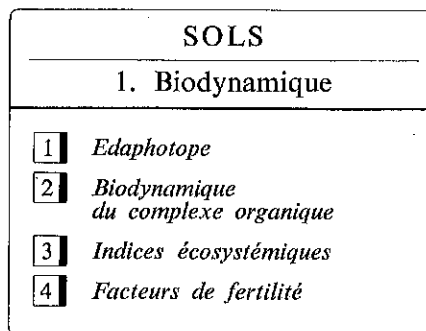 SOLS
1. Biodynamique
1 Edaphotope
2 Biodynamique
du complexe organique
3 Indices écosystémiques
4 Facteurs de fertilité